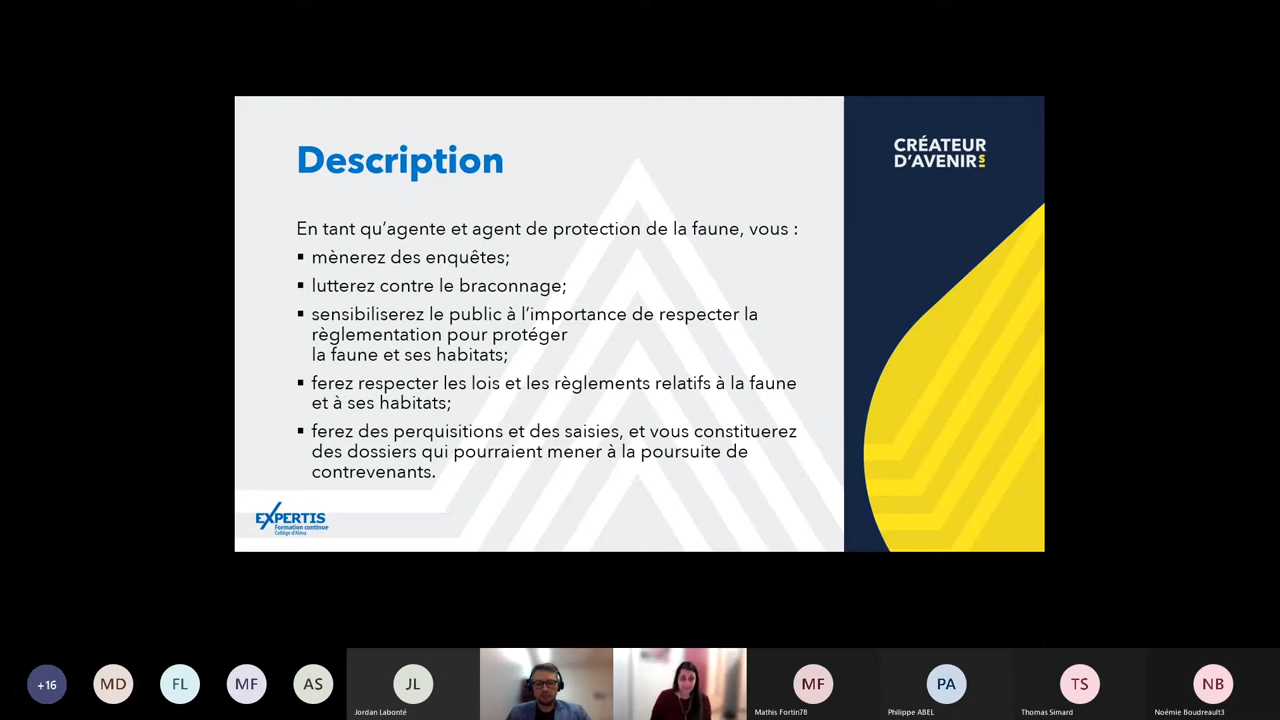 Description
CRÉATEUR
D'AVENIRS
En tant qu'agente et agent de protection de la faune, vous :
▪ mènerez des enquêtes;
▪ lutterez contre le braconnage;
▪ sensibiliserez le public à l'importance de respecter la
règlementation pour protéger
la faune et ses habitats;
▪ ferez respecter les lois et les règlements relatifs à la faune
et à ses habitats;
▪ ferez des perquisitions et des saisies, et vous constituerez
des dossiers qui pourraient mener à la poursuite de
contrevenants.
EXPERTIS
Formation continue
Collège d'Alma
+16
MD
FL
MF
AS
JL
Jordan Labonté
MF
Mathis Fortin78
PA
Philippe ABEL
TS
Thomas Simard
NB
Noémie Boudreault3